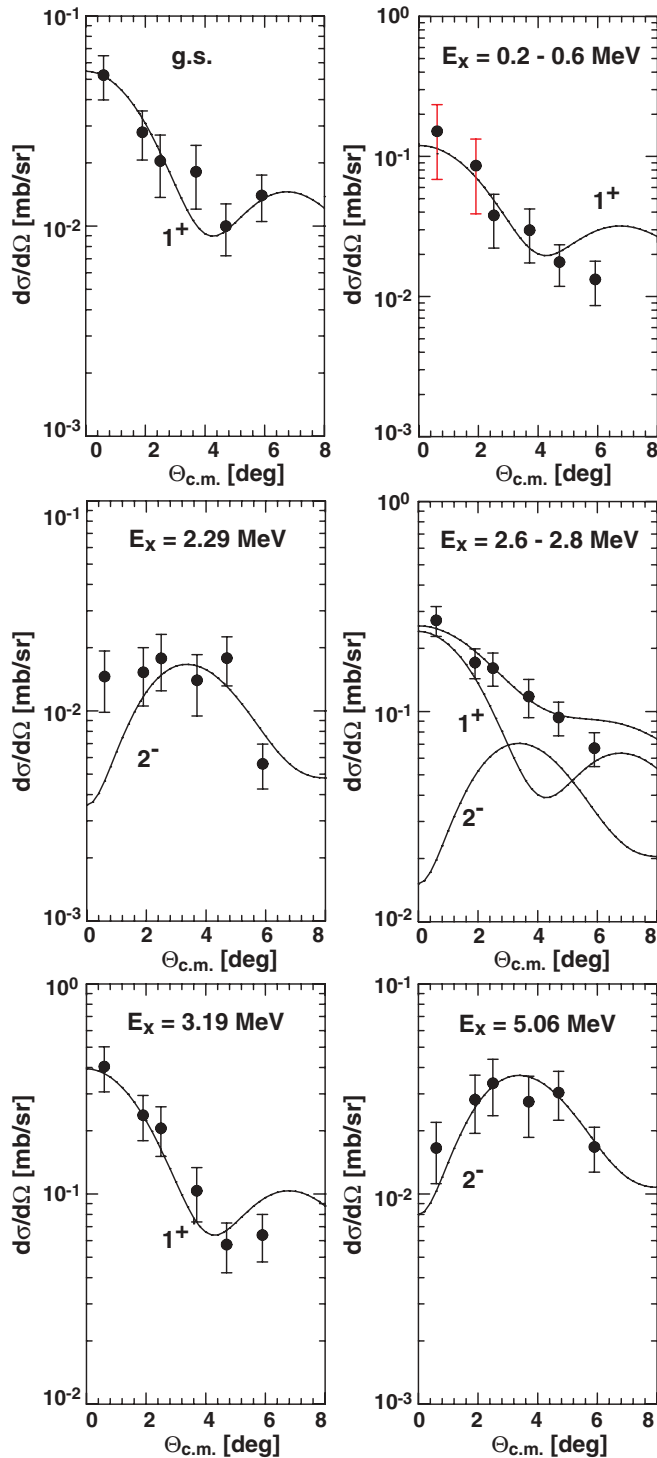 10⁻¹
10⁻²
10⁻³
dσ/dΩ [mb/sr]
g.s.
1⁺
0 2 4 6 8
Θc.m. [deg]
10⁰
10⁻¹
10⁻²
10⁻³
dσ/dΩ [mb/sr]
Eₓ = 0.2 - 0.6 MeV
1⁺
0 2 4 6 8
Θc.m. [deg]
10⁻¹
10⁻²
10⁻³
dσ/dΩ [mb/sr]
Eₓ = 2.29 MeV
2⁻
0 2 4 6 8
Θc.m. [deg]
10⁰
10⁻¹
10⁻²
dσ/dΩ [mb/sr]
Eₓ = 2.6 - 2.8 MeV
1⁺
2⁻
0 2 4 6 8
Θc.m. [deg]
10⁰
10⁻¹
10⁻²
dσ/dΩ [mb/sr]
Eₓ = 3.19 MeV
1⁺
0 2 4 6 8
Θc.m. [deg]
10⁻¹
10⁻²
10⁻³
dσ/dΩ [mb/sr]
Eₓ = 5.06 MeV
2⁻
0 2 4 6 8
Θc.m. [deg]